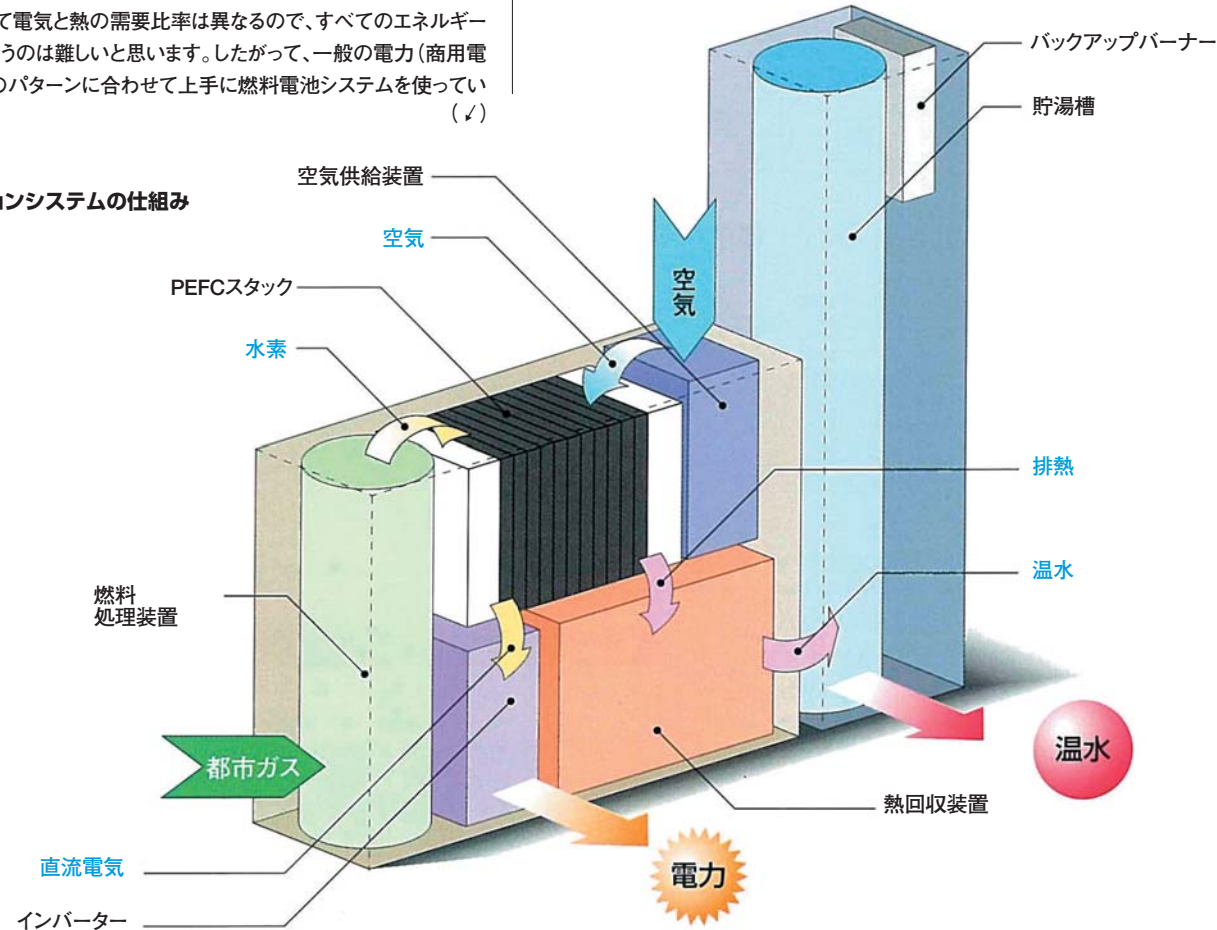 て電気と熱の需要比率は異なるので、すべてのエネルギー
うのは難しいと思います。したがって、一般の電力（商用電
のパターンに合わせて上手に燃料電池システムを使ってい
（↙）
ョンシステムの仕組み
バックアップバーナー
貯湯槽
空気供給装置
空気
空気
PEFCスタック
水素
排熱
温水
燃料
処理装置
都市ガス
温水
熱回収装置
直流電気
電力
インバーター